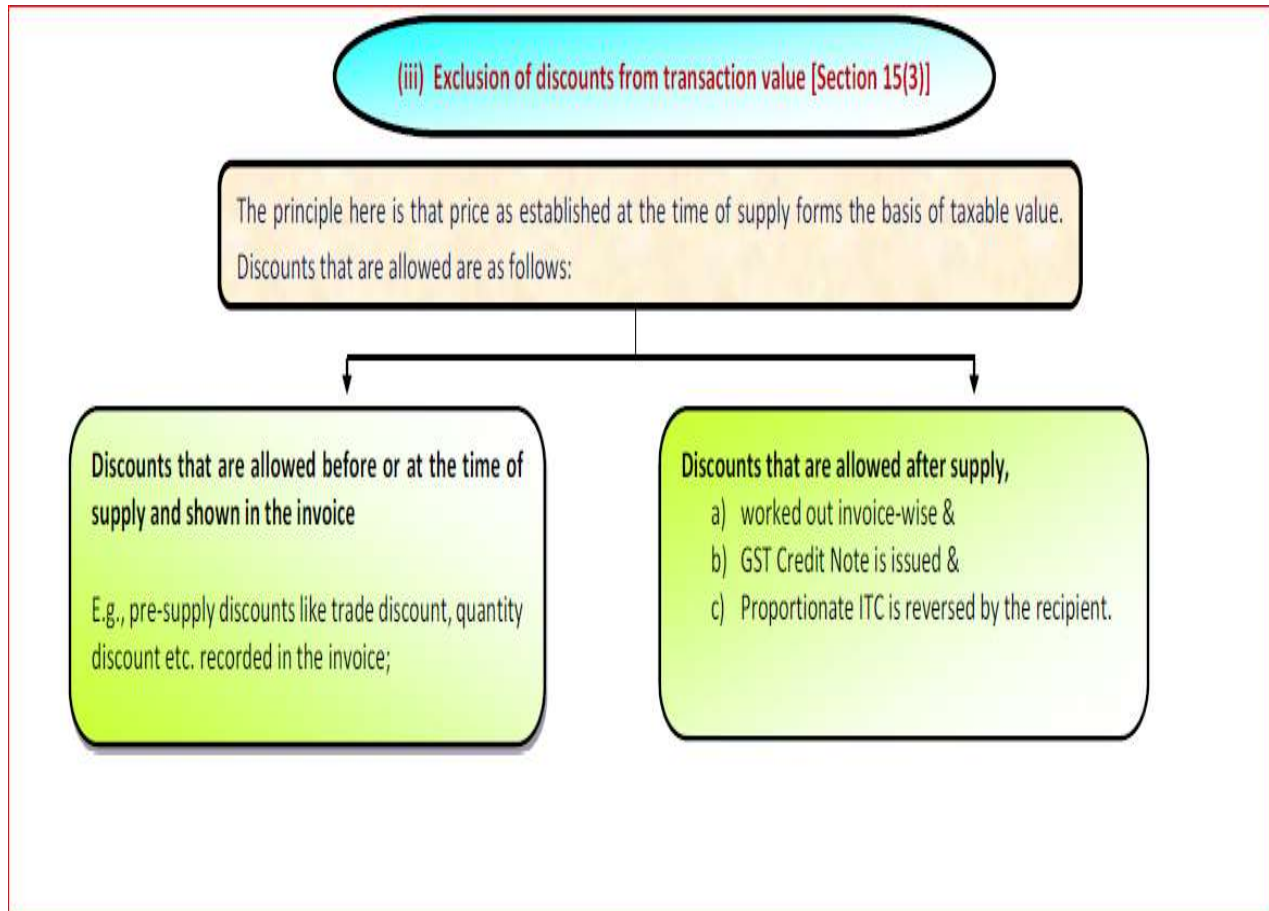 (iii) Exclusion of discounts from transaction value [Section 15(3)]
The principle here is that price as established at the time of supply forms the basis of taxable value.
Discounts that are allowed are as follows:
Discounts that are allowed before or at the time of
supply and shown in the invoice
E.g., pre-supply discounts like trade discount, quantity
discount etc. recorded in the invoice;
Discounts that are allowed after supply,
a) worked out invoice-wise &
b) GST Credit Note is issued &
c) Proportionate ITC is reversed by the recipient.